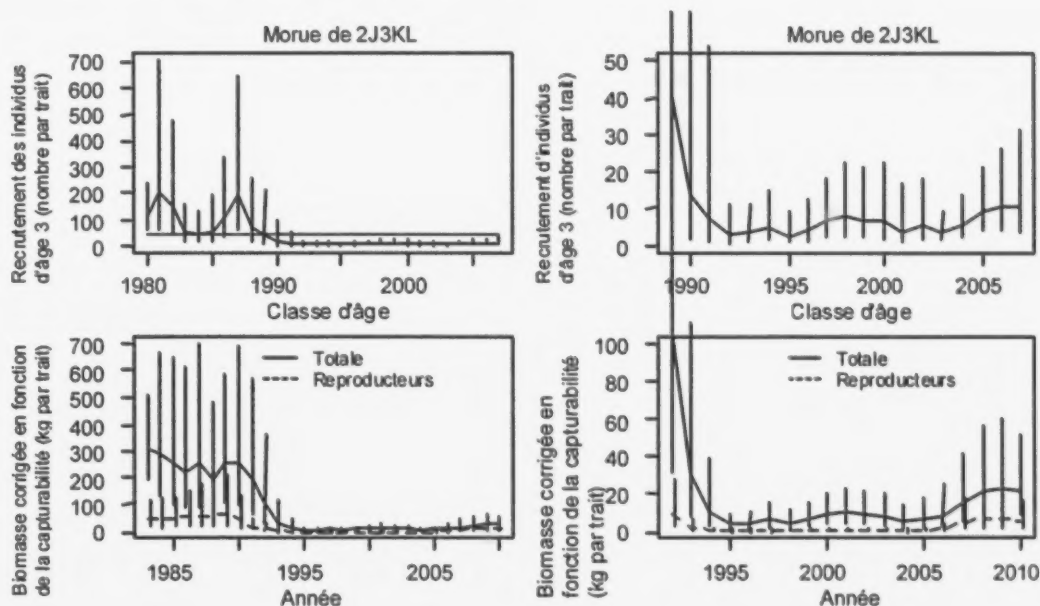 Morue de 2J3KL
Recrutement des individus
d'âge 3 (nombre par trait)
700
600
500
400
300
200
100
0
1980
1990
2000
Classe d'âge
Morue de 2J3KL
Recrutement d'individus
d'âge 3 (nombre par trait)
50
40
30
20
10
0
1990
1995
2000
2005
Classe d'âge
Biomasse corrigée en fonction
de la capturabilité (kg par trait)
700
600
500
400
300
200
100
0
Totale
Reproducteurs
1985
1995
2005
Année
Biomasse corrigée en
fonction de la capturabilité
(kg par trait)
100
80
60
40
20
0
Totale
Reproducteurs
1995
2000
2005
2010
Année